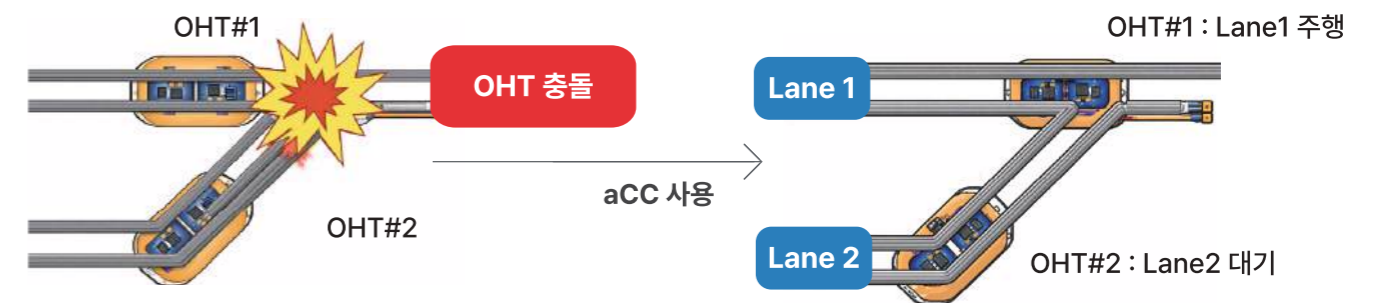 OHT#1
OHT 충돌
OHT#2
aCC 사용
OHT#1 : Lane1 주행
Lane 1
Lane 2
OHT#2 : Lane2 대기